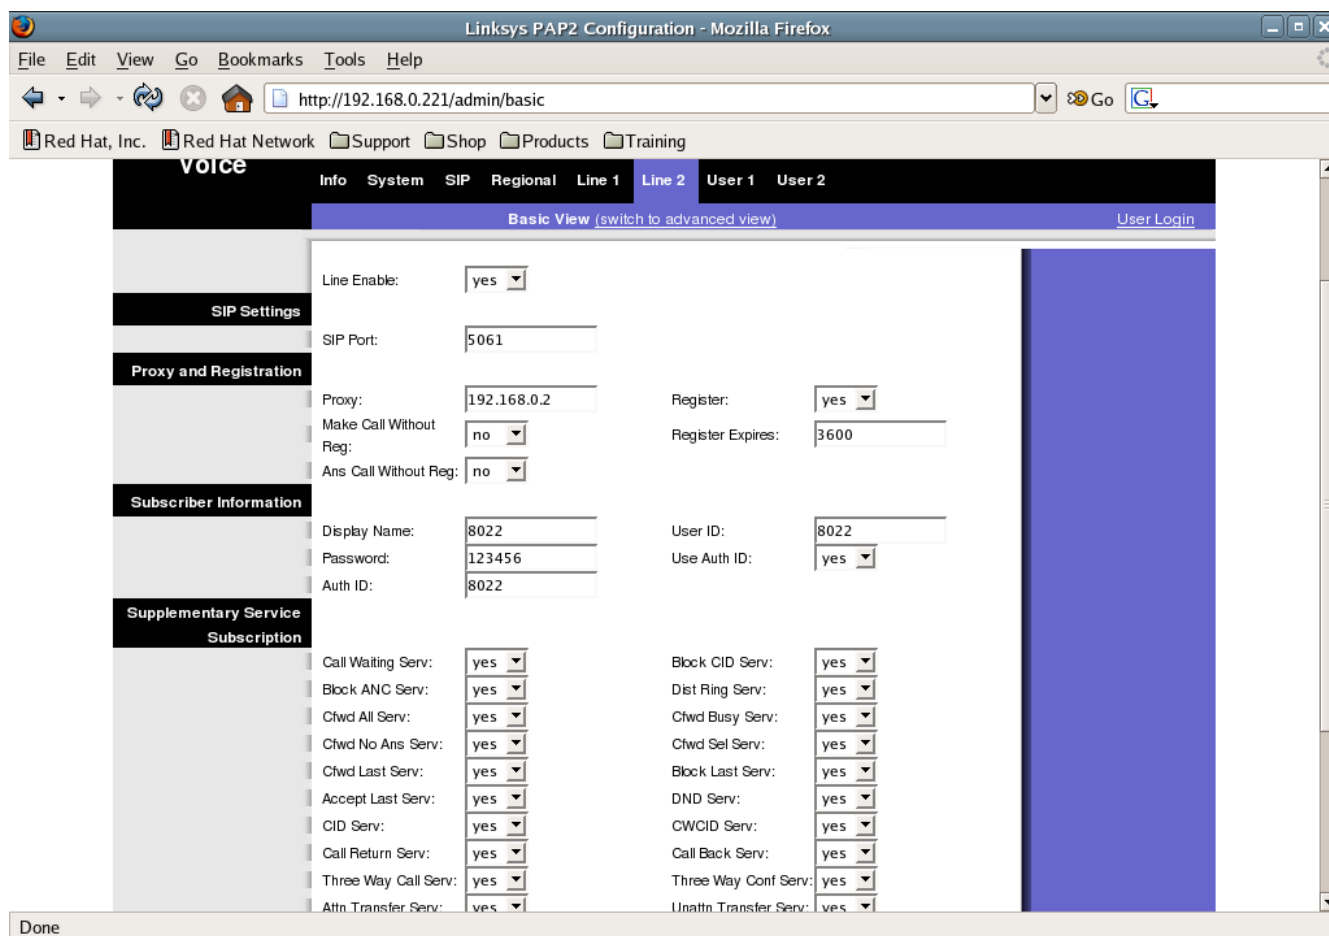 Linksys PAP2 Configuration - Mozilla Firefox
File Edit View Go Bookmarks Tools Help
http://192.168.0.221/admin/basic Go G
Red Hat, Inc. Red Hat Network Support Shop Products Training
Voice
Info System SIP Regional Line 1 Line 2 User 1 User 2
Basic View (switch to advanced view) User Login
Line Enable: yes
SIP Settings
SIP Port: 5061
Proxy and Registration
Proxy: 192.168.0.2 Register: yes
Make Call Without Reg: no Register Expires: 3600
Ans Call Without Reg: no
Subscriber Information
Display Name: 8022 User ID: 8022
Password: 123456 Use Auth ID: yes
Auth ID: 8022
Supplementary Service Subscription
Call Waiting Serv: yes Block CID Serv: yes
Block ANC Serv: yes Dist Ring Serv: yes
Cfwd All Serv: yes Cfwd Busy Serv: yes
Cfwd No Ans Serv: yes Cfwd Sel Serv: yes
Cfwd Last Serv: yes Block Last Serv: yes
Accept Last Serv: yes DND Serv: yes
CID Serv: yes CWCID Serv: yes
Call Return Serv: yes Call Back Serv: yes
Three Way Call Serv: yes Three Way Conf Serv: yes
Attn Transfer Serv: yes Unattn Transfer Serv: yes
Done